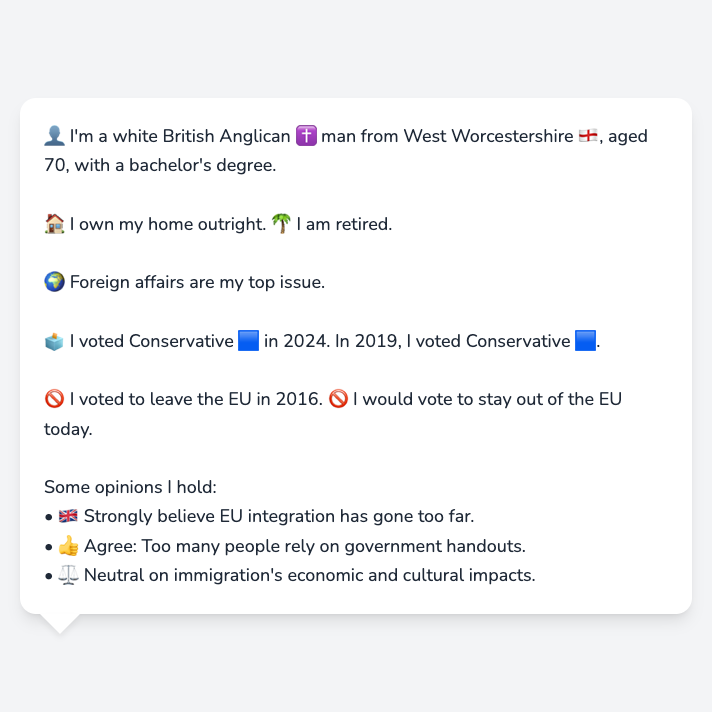 👤 I'm a white British Anglican ✝️ man from West Worcestershire 🏴󠁧󠁢󠁥󠁮󠁧󠁿, aged
70, with a bachelor's degree.
🏠 I own my home outright. 🌴 I am retired.
🌍 Foreign affairs are my top issue.
🗳️ I voted Conservative 🟦 in 2024. In 2019, I voted Conservative 🟦.
🚫 I voted to leave the EU in 2016. 🚫 I would vote to stay out of the EU
today.
Some opinions I hold:
• 🇬🇧 Strongly believe EU integration has gone too far.
• 👍 Agree: Too many people rely on government handouts.
• ⚖️ Neutral on immigration's economic and cultural impacts.